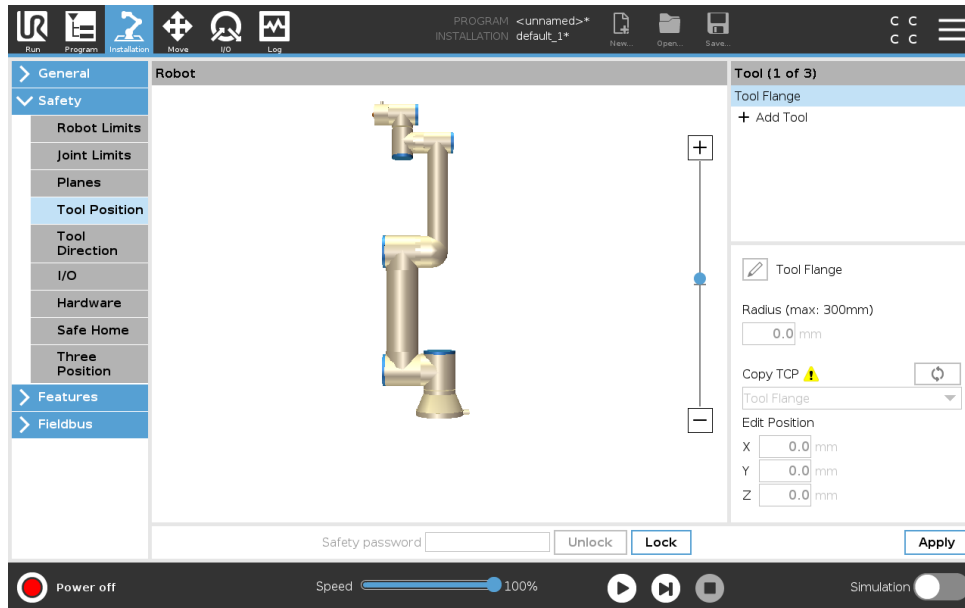 PROGRAM <unnamed>*
INSTALLATION default_1*
Run
Program
Installation
Move
I/O
Log
New...
Open...
Save...
C C
C C
General
Safety
Robot Limits
Joint Limits
Planes
Tool Position
Tool
Direction
I/O
Hardware
Safe Home
Three
Position
Features
Fieldbus
Robot
Tool (1 of 3)
Tool Flange
+ Add Tool
Tool Flange
Radius (max: 300mm)
0.0 mm
Copy TCP
Tool Flange
Edit Position
X 0.0 mm
Y 0.0 mm
Z 0.0 mm
Safety password
Unlock
Lock
Apply
Power off
Speed
100%
Simulation